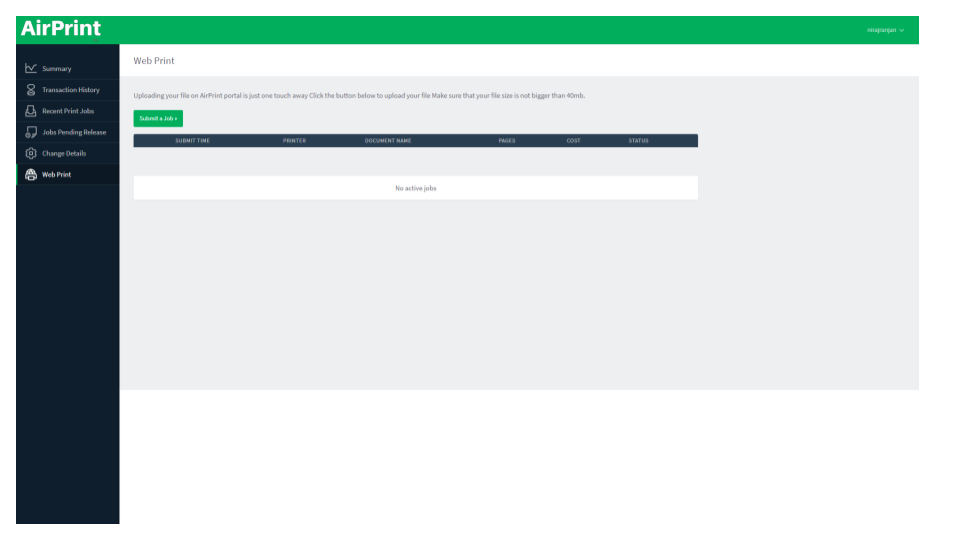 AirPrint
nirajranjan
Summary
Transaction History
Recent Print Jobs
Jobs Pending Release
Change Details
Web Print
Web Print
Uploading your file on AirPrint portal is just one touch away Click the button below to upload your file Make sure that your file size is not bigger than 40mb.
Submit a Job »
SUBMIT TIME PRINTER DOCUMENT NAME PAGES COST STATUS
No active jobs